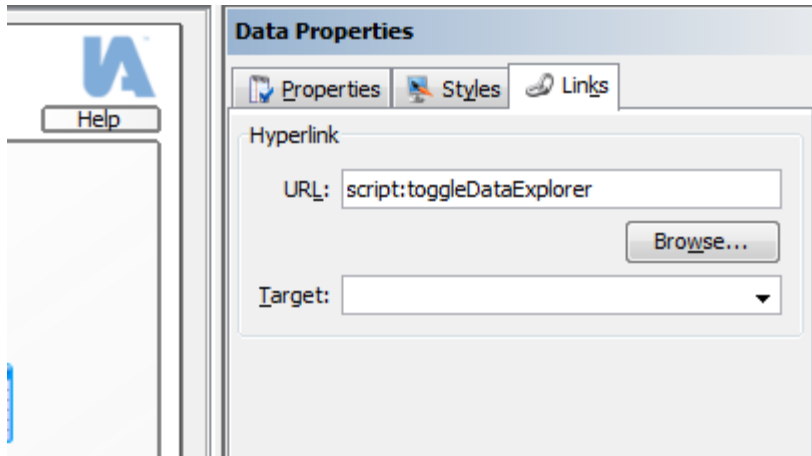 Data Properties
Properties
Styles
Links
Help
Hyperlink
URL:
script:toggleDataExplorer
Browse...
Target: